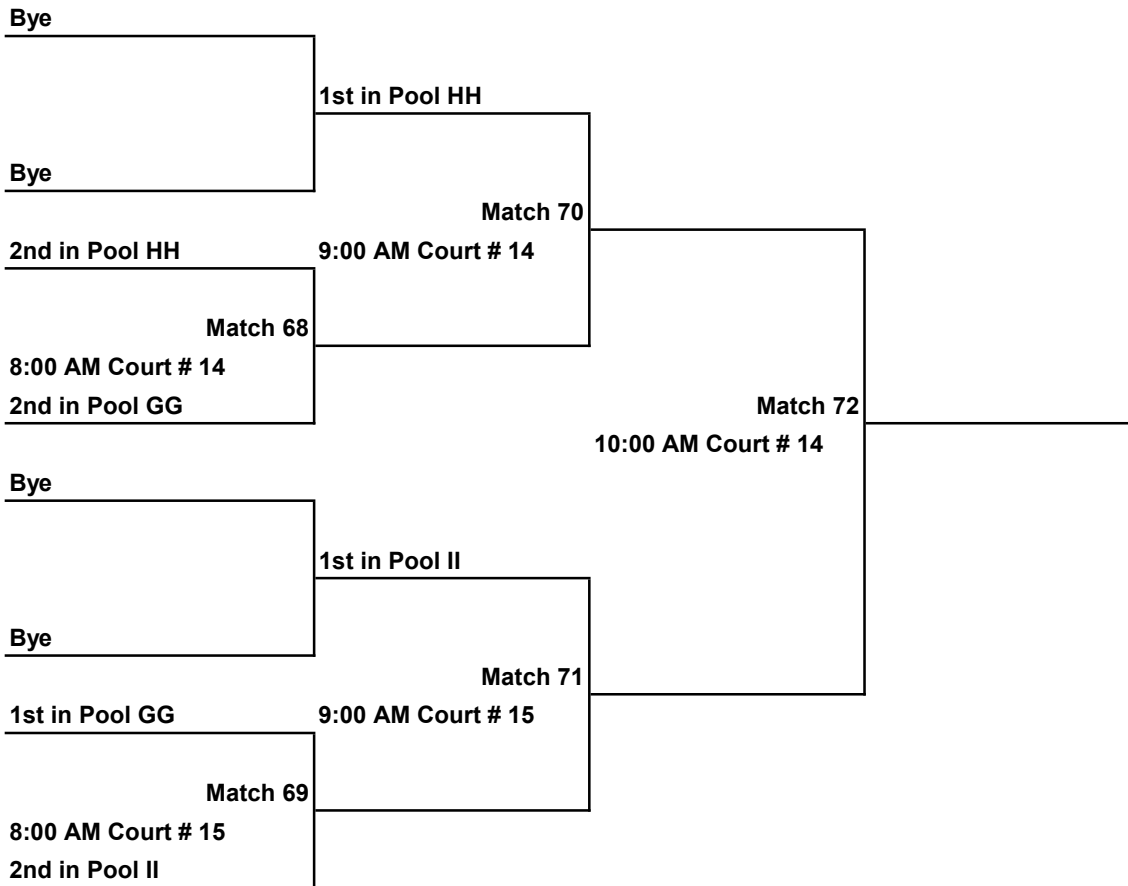 Bye
1st in Pool HH
Bye
Match 70
2nd in Pool HH
9:00 AM Court # 14
Match 68
8:00 AM Court # 14
2nd in Pool GG
Match 72
10:00 AM Court # 14
Bye
1st in Pool II
Bye
Match 71
1st in Pool GG
9:00 AM Court # 15
Match 69
8:00 AM Court # 15
2nd in Pool II